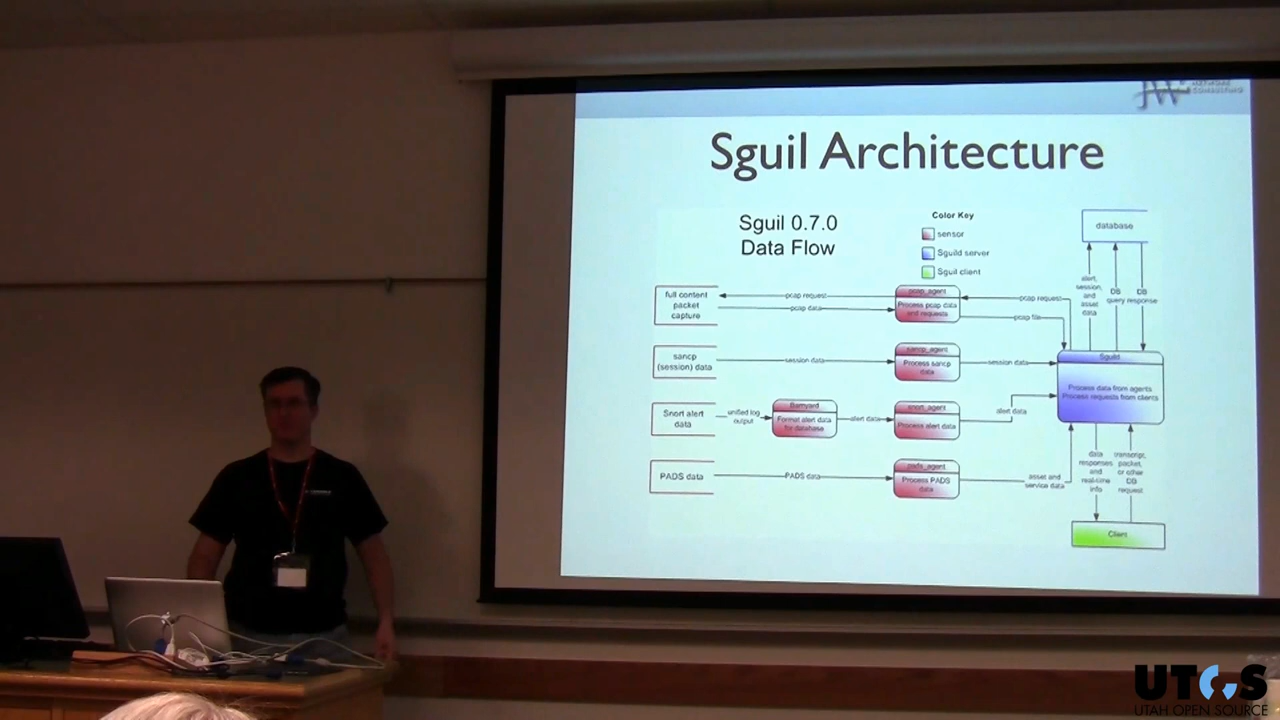 NETWORK
CONSULTING
Sguil Architecture
Sguil 0.7.0
Data Flow
Color Key
sensor
Sguild server
Sguil client
database
alert,
session,
and
asset
data
DB
query
DB
response
full content
packet
capture
pcap request
pcap data
pcap_agent
Process pcap data
and requests
pcap request
pcap file
sancp
(session) data
session data
sancp_agent
Process sancp
data
session data
Sguild
Process data from agents
Process requests from clients
Snort alert
data
unified log
output
Barnyard
Format alert data
for database
alert data
snort_agent
Process alert data
alert data
PADS data
PADS data
pads_agent
Process PADS
data
asset and
service data
data
responses
and
real-time
info
transcript,
packet,
or other
DB
request
Client
UTOS
UTAH OPEN SOURCE